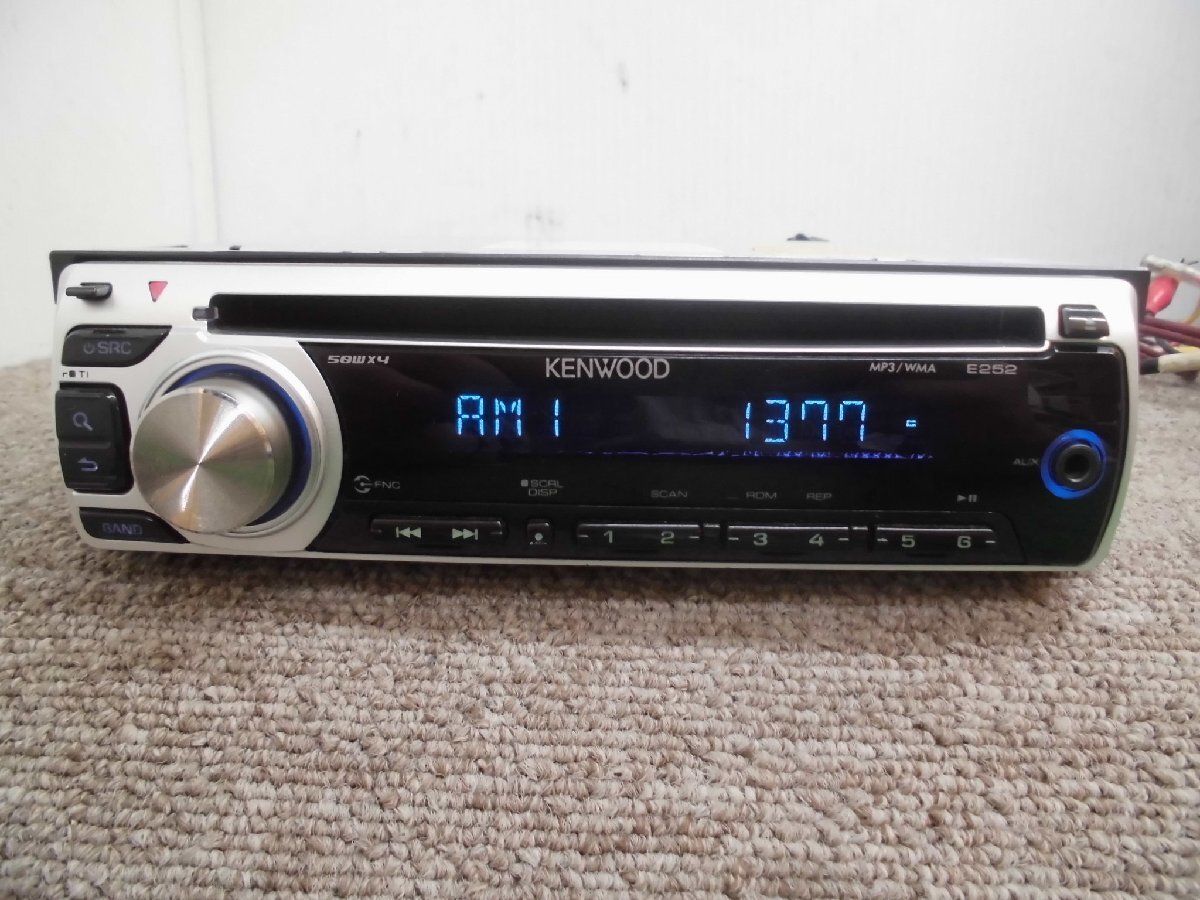 SRC
50WX4
KENWOOD
MP3/WMA
E252
AM1
1377
AUX
FNC
SCRL
DISP
SCAN
RDM
REP
BAND
1
2
3
4
5
6